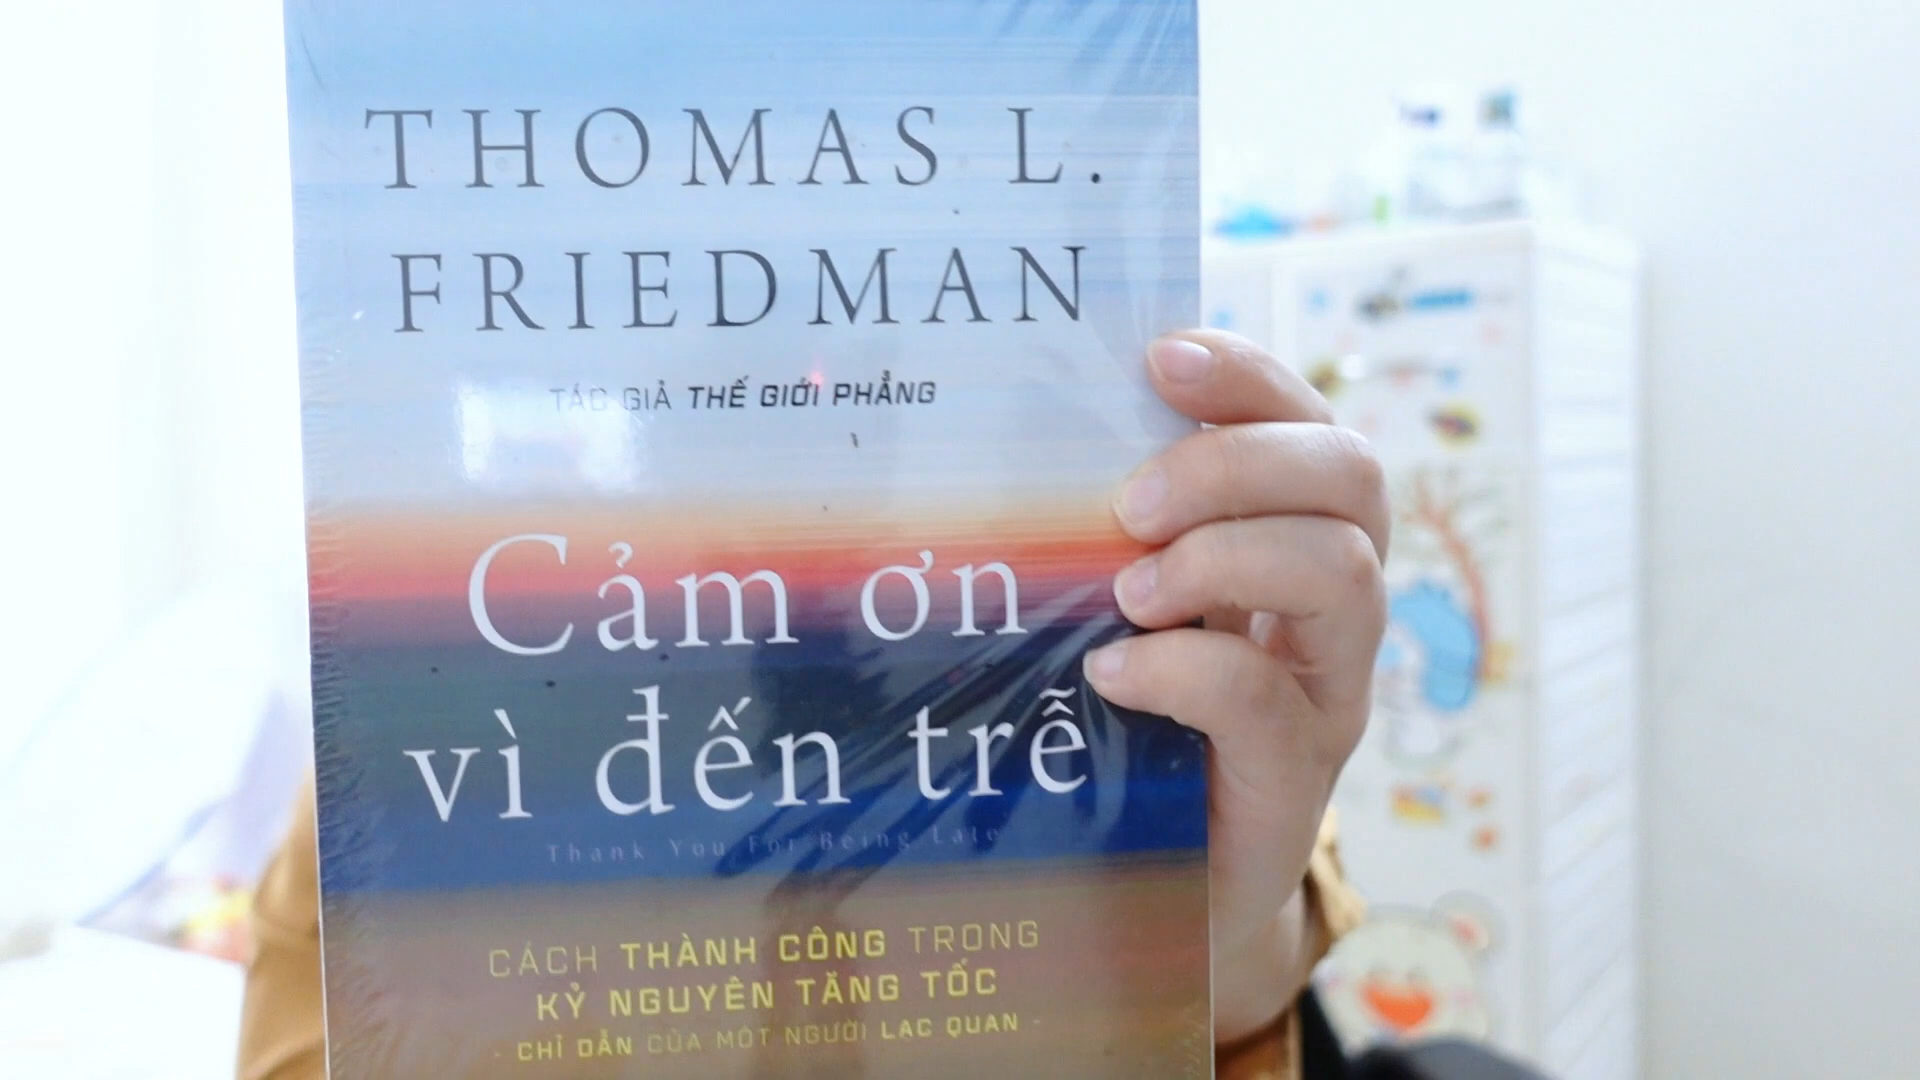 THOMAS L.
FRIEDMAN
TÁC GIẢ THẾ GIỚI PHẲNG
Cảm ơn
vì đến trễ
Thank You For Being Late
CÁCH THÀNH CÔNG TRONG
KỶ NGUYÊN TĂNG TỐC
- CHỈ DẪN CỦA MỘT NGƯỜI LẠC QUAN -